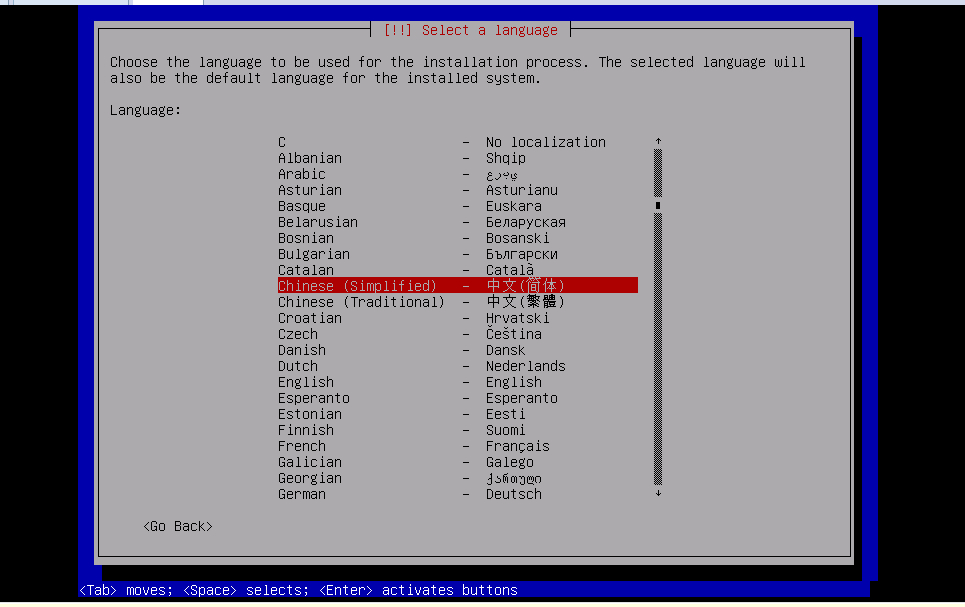 [!!] Select a language
Choose the language to be used for the installation process. The selected language will
also be the default language for the installed system.
Language:
C - No localization
Albanian - Shqip
Arabic - عربي
Asturian - Asturianu
Basque - Euskara
Belarusian - Беларуская
Bosnian - Bosanski
Bulgarian - Български
Catalan - Català
Chinese (Simplified) - 中文(简体)
Chinese (Traditional) - 中文(繁體)
Croatian - Hrvatski
Czech - Čeština
Danish - Dansk
Dutch - Nederlands
English - English
Esperanto - Esperanto
Estonian - Eesti
Finnish - Suomi
French - Français
Galician - Galego
Georgian - ქართული
German - Deutsch
<Go Back>
<Tab> moves; <Space> selects; <Enter> activates buttons